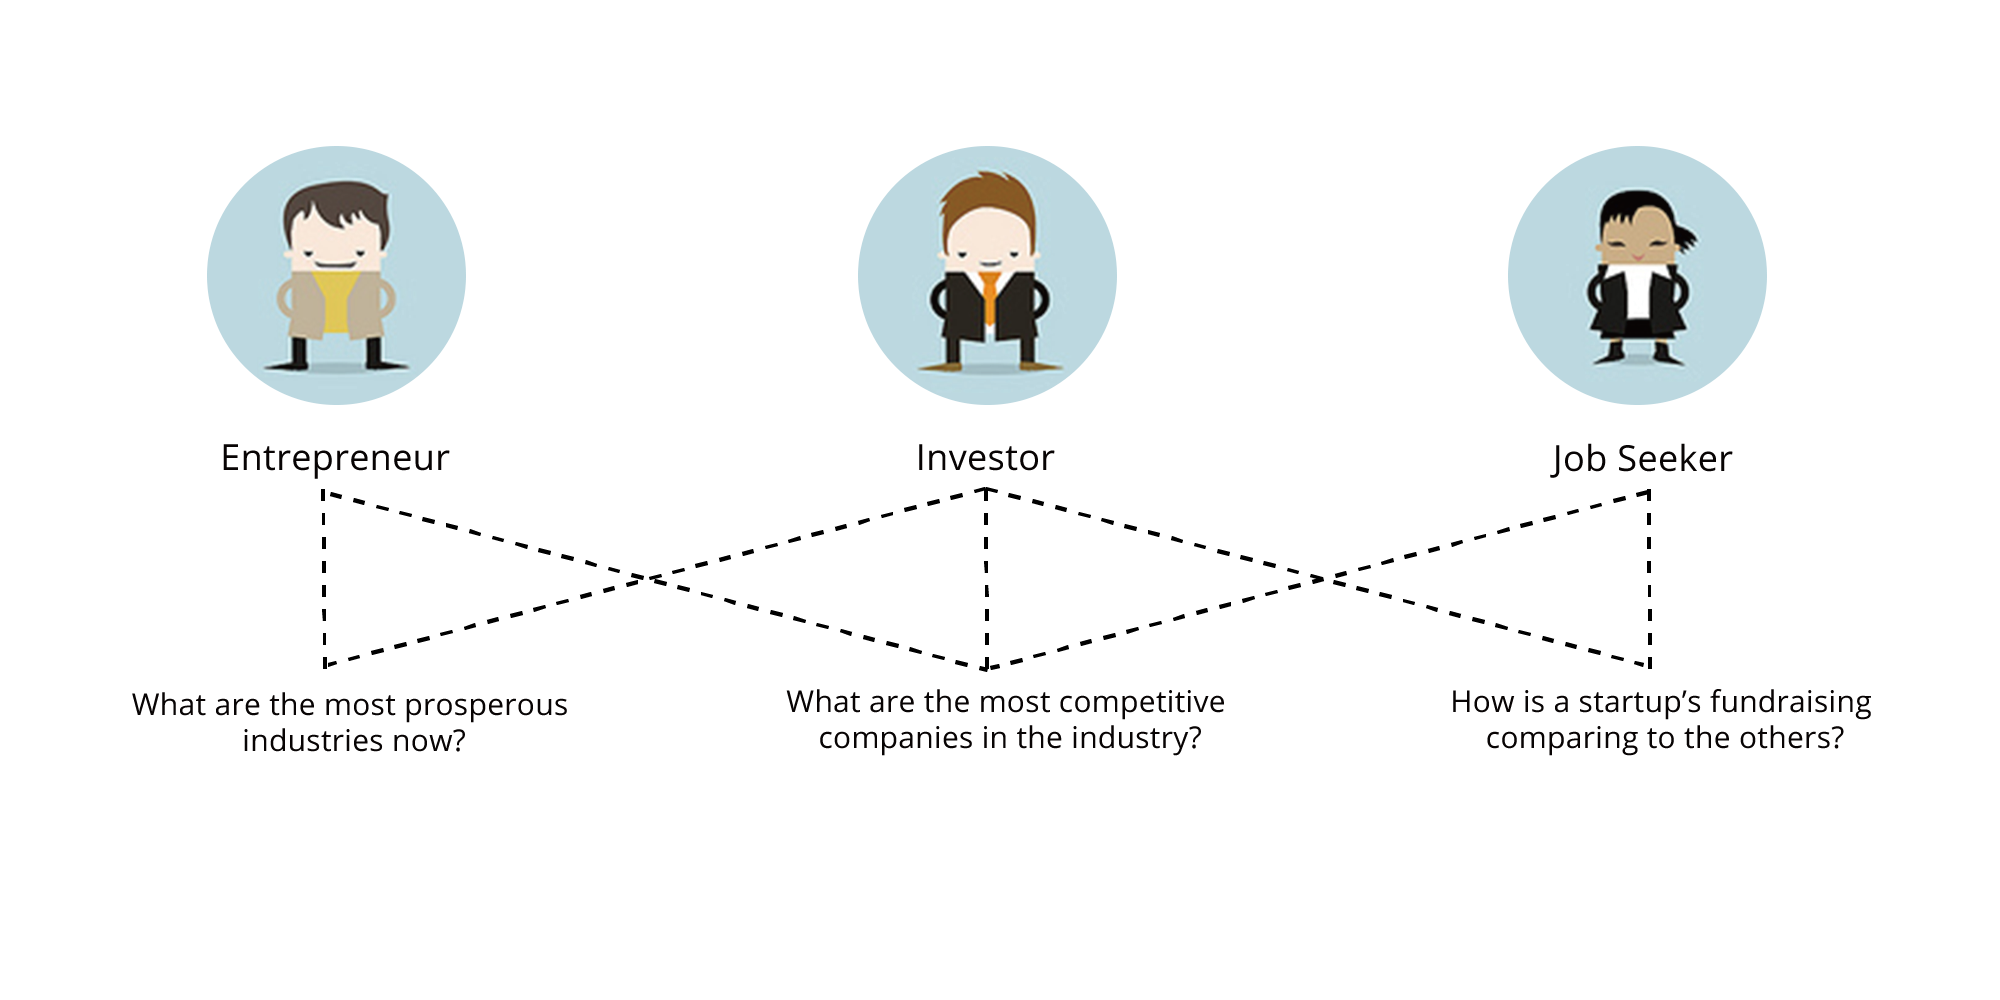 Entrepreneur
Investor
Job Seeker
What are the most prosperous
industries now?
What are the most competitive
companies in the industry?
How is a startup’s fundraising
comparing to the others?